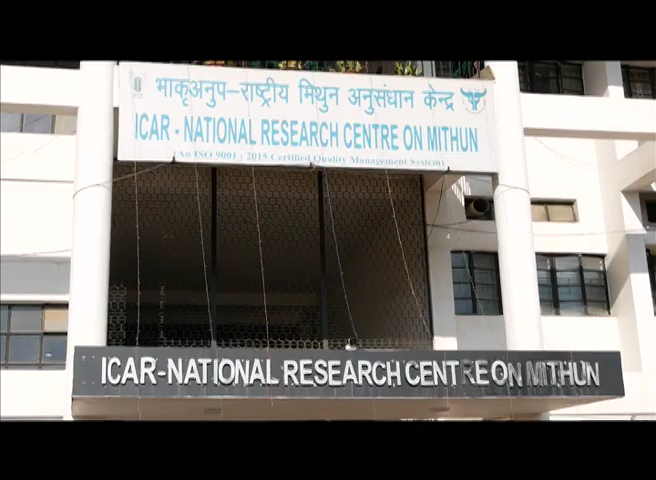 भाकृअनुप–राष्ट्रीय मिथुन अनुसंधान केन्द्र
ICAR - NATIONAL RESEARCH CENTRE ON MITHUN
(An ISO 9001 : 2015 Certified Quality Management System)
ICAR-NATIONAL RESEARCH CENTRE ON MITHUN